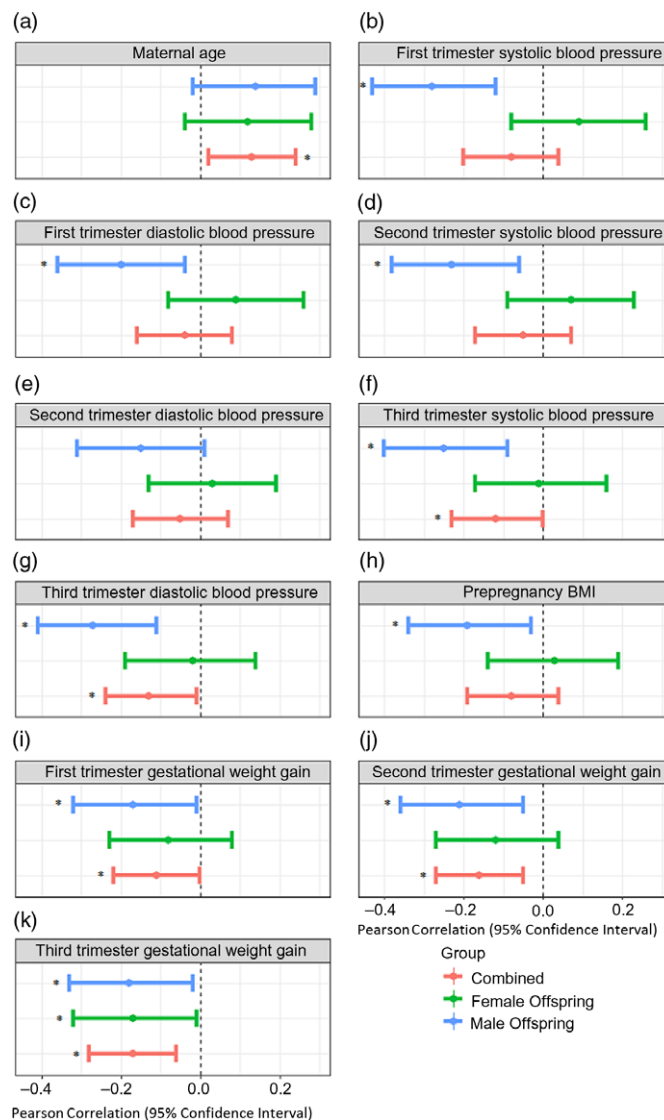 (a)
Maternal age
*
(b)
First trimester systolic blood pressure
*
(c)
First trimester diastolic blood pressure
*
(d)
Second trimester systolic blood pressure
*
(e)
Second trimester diastolic blood pressure
(f)
Third trimester systolic blood pressure
*
*
(g)
Third trimester diastolic blood pressure
*
*
(h)
Prepregnancy BMI
*
(i)
First trimester gestational weight gain
*
*
(j)
Second trimester gestational weight gain
*
*
−0.4 −0.2 0.0 0.2
Pearson Correlation (95% Confidence Interval)
(k)
Third trimester gestational weight gain
*
*
*
−0.4 −0.2 0.0 0.2
Pearson Correlation (95% Confidence Interval)
Group
Combined
Female Offspring
Male Offspring